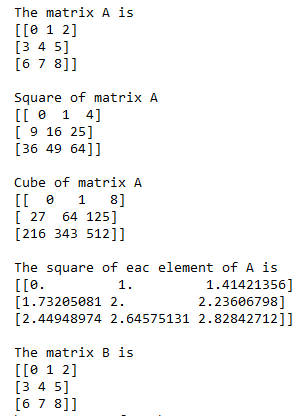 The matrix A is
[[0 1 2]
[3 4 5]
[6 7 8]]
Square of matrix A
[[ 0  1  4]
[ 9 16 25]
[36 49 64]]
Cube of matrix A
[[  0   1   8]
[ 27  64 125]
[216 343 512]]
The square of eac element of A is
[[0.         1.         1.41421356]
[1.73205081 2.         2.23606798]
[2.44948974 2.64575131 2.82842712]]
The matrix B is
[[0 1 2]
[3 4 5]
[6 7 8]]